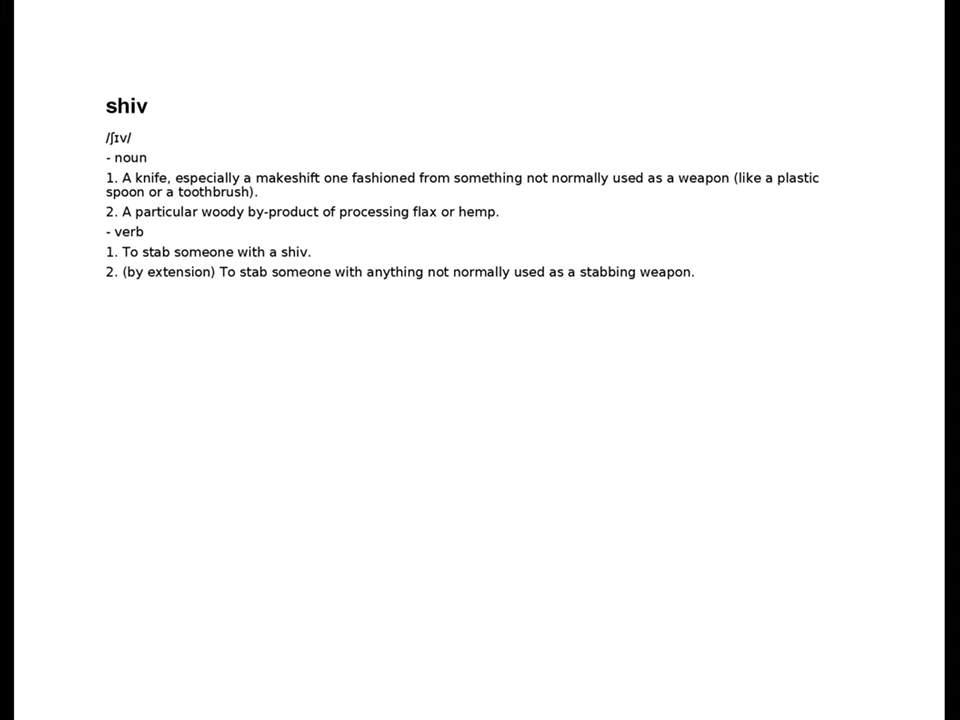 shiv
/ʃɪv/
- noun
1. A knife, especially a makeshift one fashioned from something not normally used as a weapon (like a plastic
spoon or a toothbrush).
2. A particular woody by-product of processing flax or hemp.
- verb
1. To stab someone with a shiv.
2. (by extension) To stab someone with anything not normally used as a stabbing weapon.